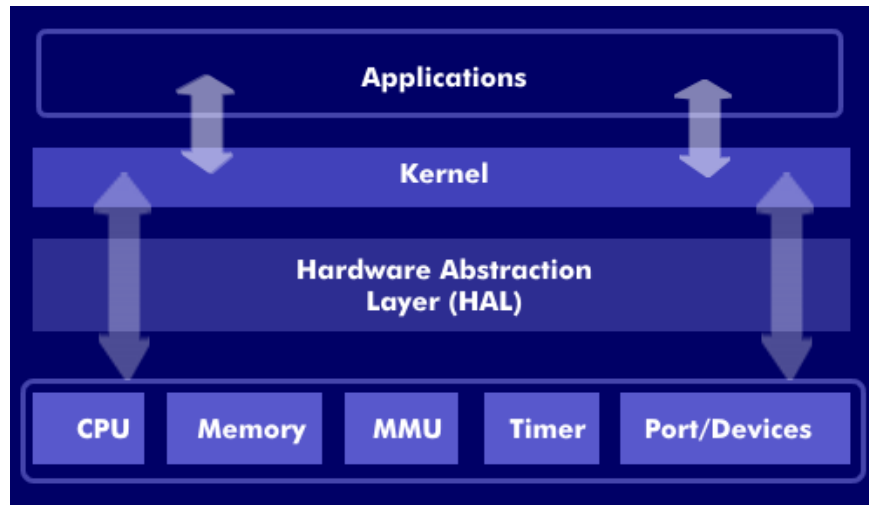 Applications
Kernel
Hardware Abstraction
Layer (HAL)
CPU
Memory
MMU
Timer
Port/Devices